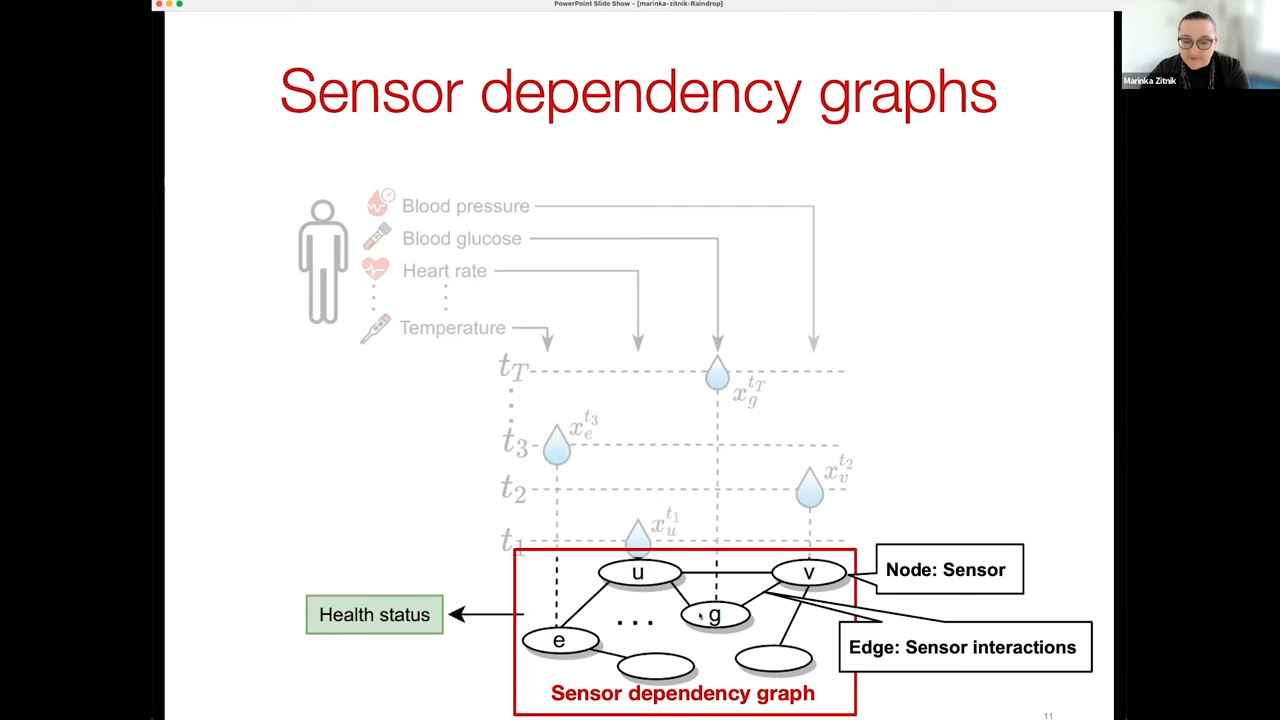 PowerPoint Slide Show - [marinka-zitnik-Raindrop]
Marinka Zitnik
Sensor dependency graphs
Blood pressure
Blood glucose
Heart rate
Temperature
t_T
x_g^{t_T}
t_3
x_e^{t_3}
t_2
x_v^{t_2}
t_1
x_u^{t_1}
u
v
Node: Sensor
Health status
g
e
Edge: Sensor interactions
Sensor dependency graph
11